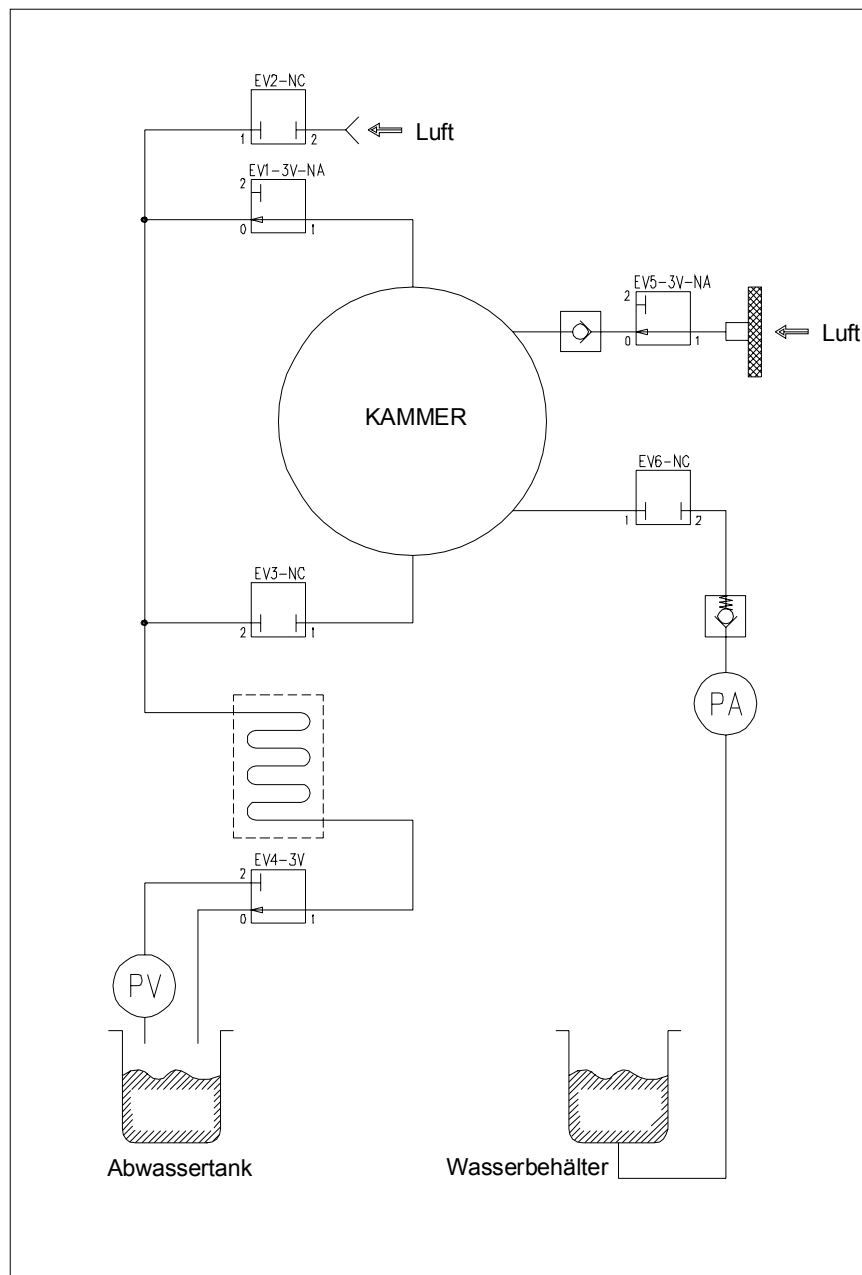 EV2-NC
1 2
Luft
EV1-3V-NA
2
0 1
EV5-3V-NA
2
0 1
Luft
KAMMER
EV6-NC
1 2
EV3-NC
2 1
PA
EV4-3V
2
0 1
PV
Abwassertank
Wasserbehälter